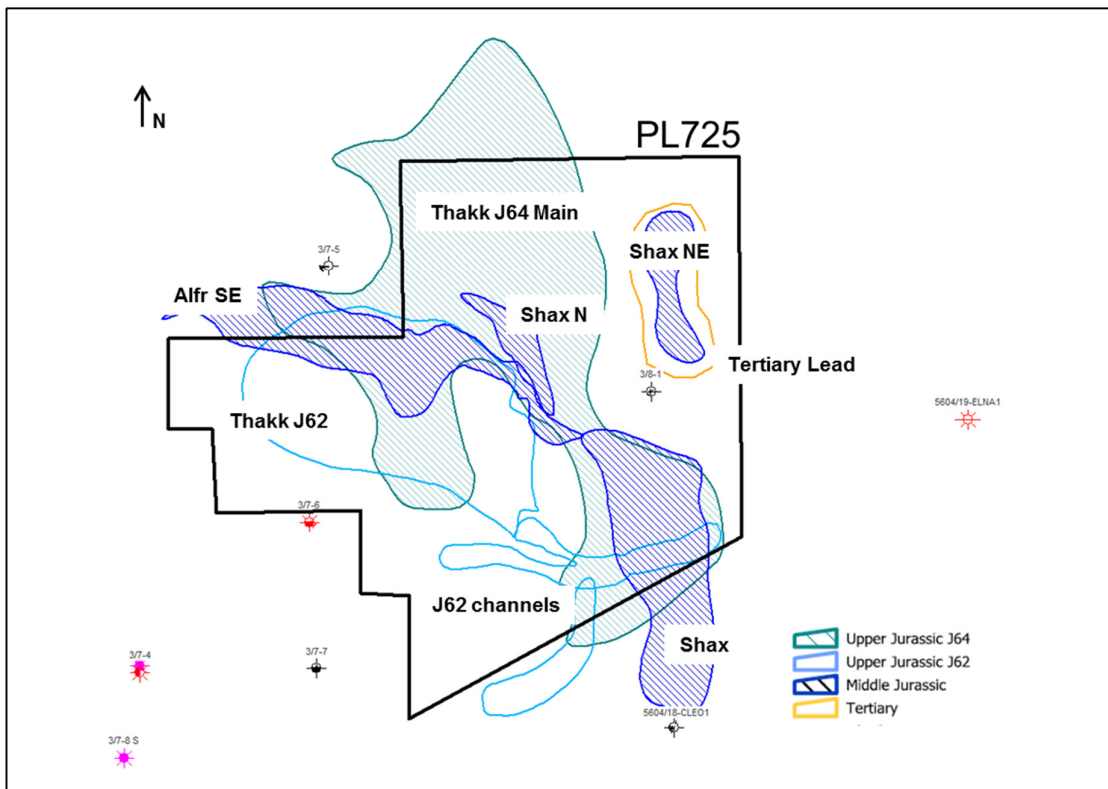 PL725
N
Thakk J64 Main
Shax NE
3/7-5
Alfr SE
Shax N
Tertiary Lead
3/8-1
5604/19-ELNA1
Thakk J62
3/7-6
J62 channels
Upper Jurassic J64
Shax
Upper Jurassic J62
3/7-4
3/7-7
Middle Jurassic
Tertiary
5604/18-CLEO1
3/7-8 S